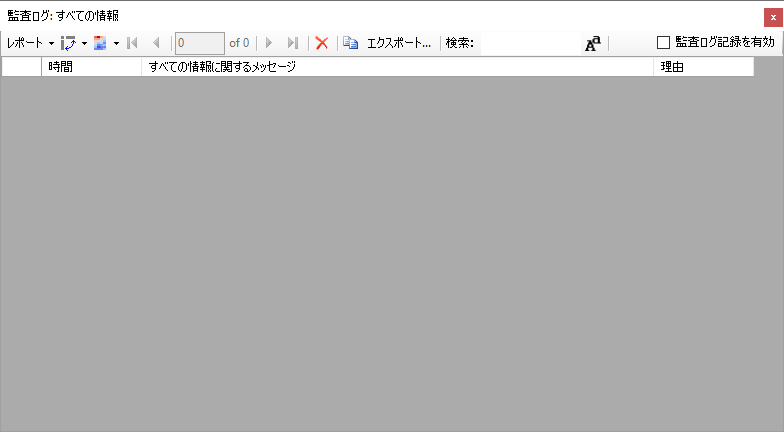 監査ログ: すべての情報
レポート 0 of 0 エクスポート... 検索: Aa 監査ログ記録を有効
時間 すべての情報に関するメッセージ 理由